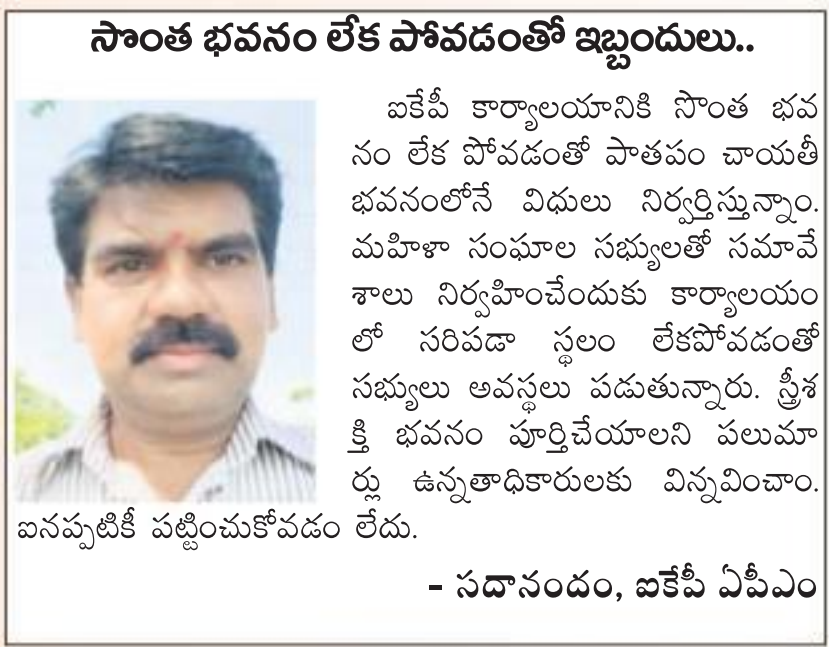 సొంత భవనం లేక పోవడంతో ఇబ్బందులు..
ఐకేపీ కార్యాలయానికి సొంత భవ
నం లేక పోవడంతో పాతపం చాయతీ
భవనంలోనే విధులు నిర్వర్తిస్తున్నాం.
మహిళా సంఘాల సభ్యులతో సమావే
శాలు నిర్వహించేందుకు కార్యాలయం
లో సరిపడా స్థలం లేకపోవడంతో
సభ్యులు అవస్థలు పడుతున్నారు. స్త్రీశ
క్తి భవనం పూర్తిచేయాలని పలుమా
ర్లు ఉన్నతాధికారులకు విన్నవించాం.
ఐనప్పటికీ పట్టించుకోవడం లేదు.
- సదానందం, ఐకేపీ ఏపీఎం